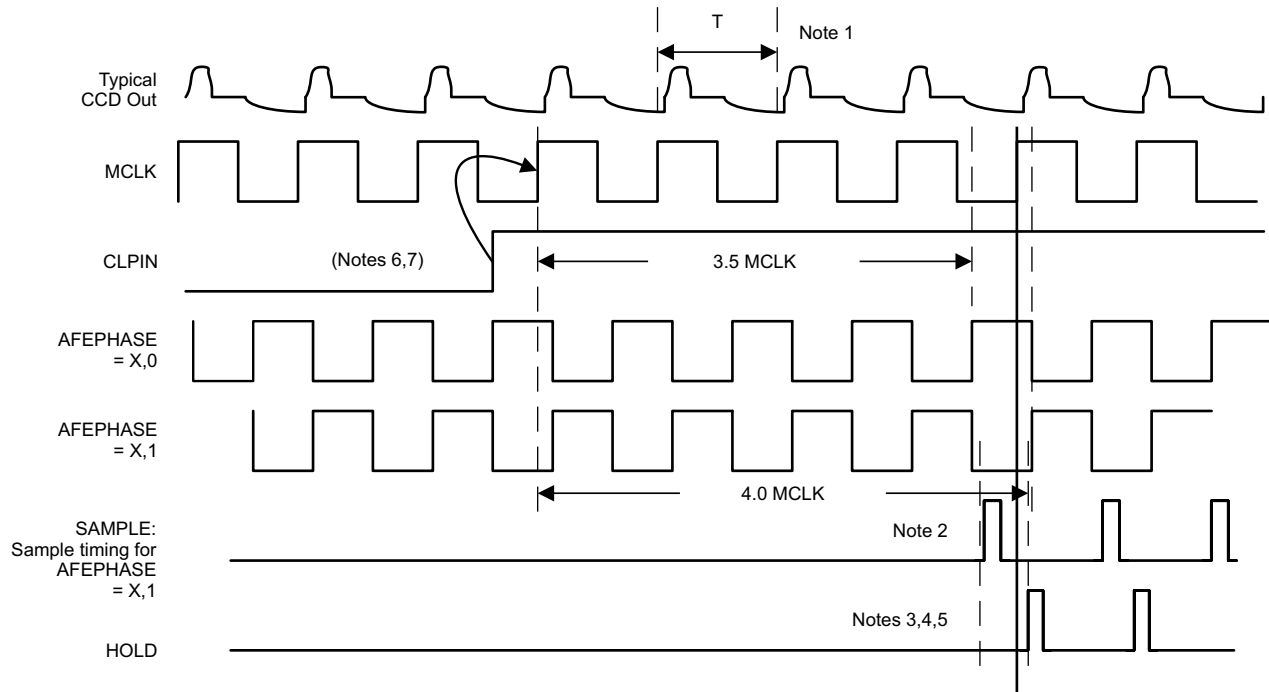 T
Note 1
Typical
CCD Out
MCLK
CLPIN
(Notes 6,7)
3.5 MCLK
AFEPHASE
= X,0
AFEPHASE
= X,1
4.0 MCLK
SAMPLE:
Sample timing for
AFEPHASE
= X,1
Note 2
Notes 3,4,5
HOLD